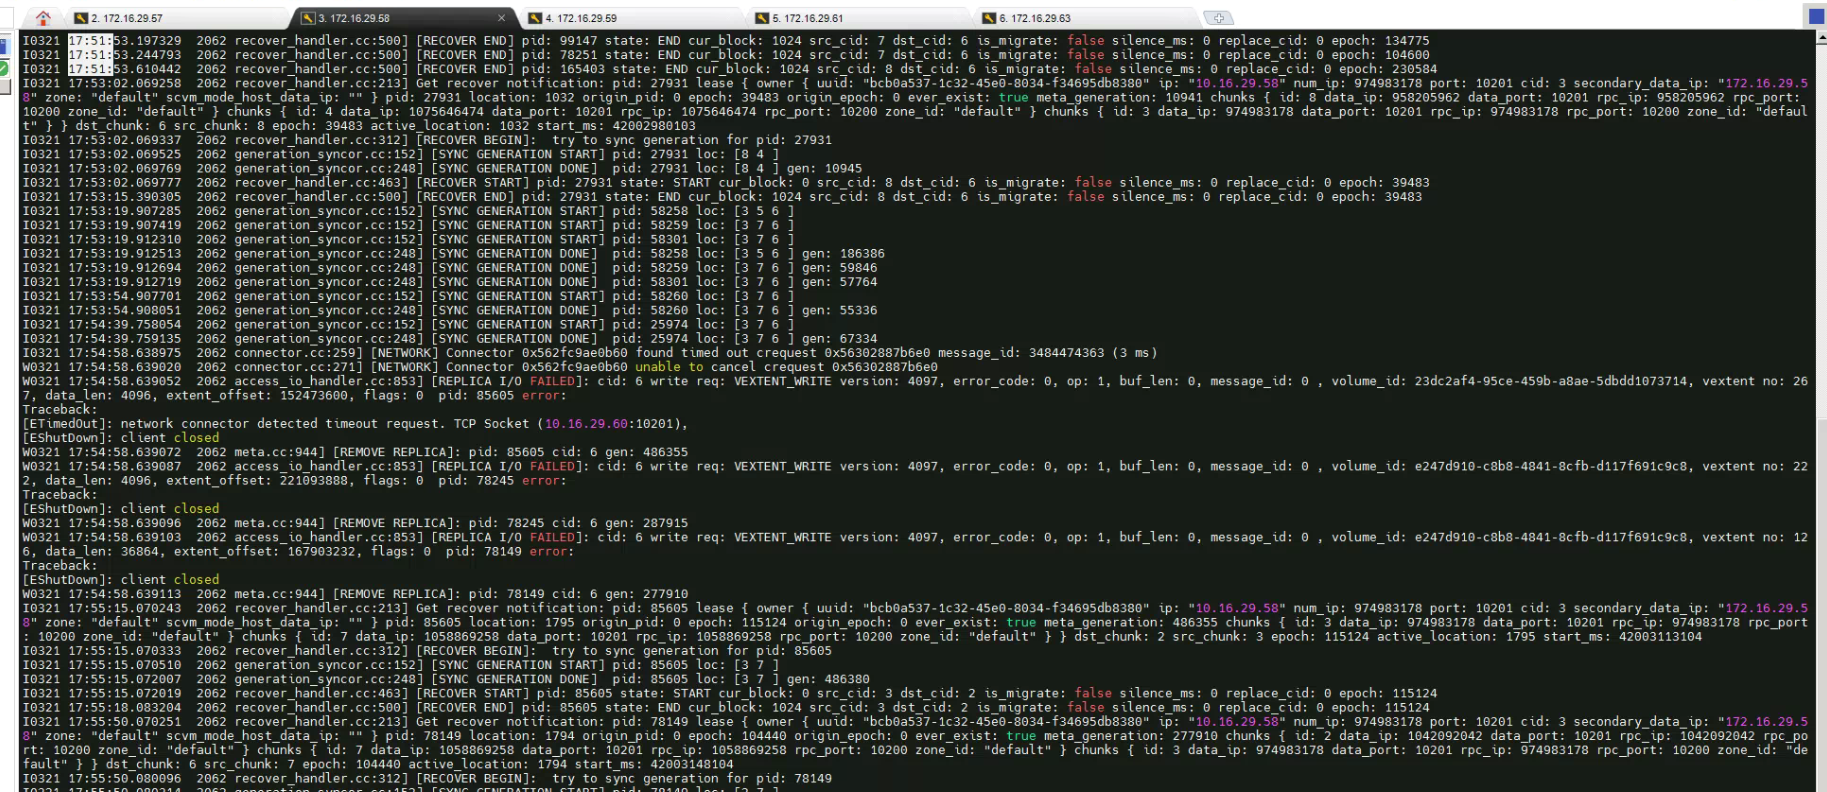 2. 172.16.29.57
3. 172.16.29.58
4. 172.16.29.59
5. 172.16.29.61
6. 172.16.29.63
I0321 17:51:53.197329  2062 recover_handler.cc:500] [RECOVER END] pid: 99147 state: END cur_block: 1024 src_cid: 7 dst_cid: 6 is_migrate: false silence_ms: 0 replace_cid: 0 epoch: 134775
I0321 17:51:53.244793  2062 recover_handler.cc:500] [RECOVER END] pid: 78251 state: END cur_block: 1024 src_cid: 7 dst_cid: 6 is_migrate: false silence_ms: 0 replace_cid: 0 epoch: 104600
I0321 17:51:53.610442  2062 recover_handler.cc:500] [RECOVER END] pid: 165403 state: END cur_block: 1024 src_cid: 8 dst_cid: 6 is_migrate: false silence_ms: 0 replace_cid: 0 epoch: 230584
I0321 17:53:02.069258  2062 recover_handler.cc:213] Get recover notification: pid: 27931 lease { owner { uuid: "bcb0a537-1c32-45e0-8034-f34695db8380" ip: "10.16.29.58" num_ip: 974983178 port: 10201 cid: 3 secondary_data_ip: "172.16.29.5
8" zone: "default" scvm_mode_host_data_ip: "" } pid: 27931 location: 1032 origin_pid: 0 epoch: 39483 origin_epoch: 0 ever_exist: true meta_generation: 10941 chunks { id: 8 data_ip: 958205962 data_port: 10201 rpc_ip: 958205962 rpc_port:
10200 zone_id: "default" } chunks { id: 4 data_ip: 1075646474 data_port: 10201 rpc_ip: 1075646474 rpc_port: 10200 zone_id: "default" } chunks { id: 3 data_ip: 974983178 data_port: 10201 rpc_ip: 974983178 rpc_port: 10200 zone_id: "defaul
t" } } dst_chunk: 6 src_chunk: 8 epoch: 39483 active_location: 1032 start_ms: 42002980103
I0321 17:53:02.069337  2062 recover_handler.cc:312] [RECOVER BEGIN]:  try to sync generation for pid: 27931
I0321 17:53:02.069525  2062 generation_syncor.cc:152] [SYNC GENERATION START] pid: 27931 loc: [8 4 ]
I0321 17:53:02.069769  2062 generation_syncor.cc:248] [SYNC GENERATION DONE]  pid: 27931 loc: [8 4 ] gen: 10945
I0321 17:53:02.069777  2062 recover_handler.cc:463] [RECOVER START] pid: 27931 state: START cur_block: 0 src_cid: 8 dst_cid: 6 is_migrate: false silence_ms: 0 replace_cid: 0 epoch: 39483
I0321 17:53:15.390305  2062 recover_handler.cc:500] [RECOVER END] pid: 27931 state: END cur_block: 1024 src_cid: 8 dst_cid: 6 is_migrate: false silence_ms: 0 replace_cid: 0 epoch: 39483
I0321 17:53:19.907285  2062 generation_syncor.cc:152] [SYNC GENERATION START] pid: 58258 loc: [3 5 6 ]
I0321 17:53:19.907419  2062 generation_syncor.cc:152] [SYNC GENERATION START] pid: 58259 loc: [3 7 6 ]
I0321 17:53:19.912310  2062 generation_syncor.cc:152] [SYNC GENERATION START] pid: 58301 loc: [3 7 6 ]
I0321 17:53:19.912513  2062 generation_syncor.cc:248] [SYNC GENERATION DONE]  pid: 58258 loc: [3 5 6 ] gen: 186386
I0321 17:53:19.912694  2062 generation_syncor.cc:248] [SYNC GENERATION DONE]  pid: 58259 loc: [3 7 6 ] gen: 59846
I0321 17:53:19.912719  2062 generation_syncor.cc:248] [SYNC GENERATION DONE]  pid: 58301 loc: [3 7 6 ] gen: 57764
I0321 17:53:54.907701  2062 generation_syncor.cc:152] [SYNC GENERATION START] pid: 58260 loc: [3 7 6 ]
I0321 17:53:54.908051  2062 generation_syncor.cc:248] [SYNC GENERATION DONE]  pid: 58260 loc: [3 7 6 ] gen: 55336
I0321 17:54:39.758054  2062 generation_syncor.cc:152] [SYNC GENERATION START] pid: 25974 loc: [3 7 6 ]
I0321 17:54:39.759135  2062 generation_syncor.cc:248] [SYNC GENERATION DONE]  pid: 25974 loc: [3 7 6 ] gen: 67334
I0321 17:54:58.638975  2062 connector.cc:259] [NETWORK] Connector 0x562fc9ae0b60 found timed out crequest 0x56302887b6e0 message_id: 3484474363 (3 ms)
W0321 17:54:58.639020  2062 connector.cc:271] [NETWORK] Connector 0x562fc9ae0b60 unable to cancel crequest 0x56302887b6e0
W0321 17:54:58.639052  2062 access_io_handler.cc:853] [REPLICA I/O FAILED]: cid: 6 write req: VEXTENT_WRITE version: 4097, error_code: 0, op: 1, buf_len: 0, message_id: 0 , volume_id: 23dc2af4-95ce-459b-a8ae-5dbdd1073714, vextent no: 26
7, data_len: 4096, extent_offset: 152473600, flags: 0  pid: 85605 error:
Traceback:
[ETimedOut]: network connector detected timeout request. TCP Socket (10.16.29.60:10201),
[EShutDown]: client closed
W0321 17:54:58.639072  2062 meta.cc:944] [REMOVE REPLICA]: pid: 85605 cid: 6 gen: 486355
W0321 17:54:58.639087  2062 access_io_handler.cc:853] [REPLICA I/O FAILED]: cid: 6 write req: VEXTENT_WRITE version: 4097, error_code: 0, op: 1, buf_len: 0, message_id: 0 , volume_id: e247d910-c8b8-4841-8cfb-d117f691c9c8, vextent no: 22
2, data_len: 4096, extent_offset: 221093888, flags: 0  pid: 78245 error:
Traceback:
[EShutDown]: client closed
W0321 17:54:58.639096  2062 meta.cc:944] [REMOVE REPLICA]: pid: 78245 cid: 6 gen: 287915
W0321 17:54:58.639103  2062 access_io_handler.cc:853] [REPLICA I/O FAILED]: cid: 6 write req: VEXTENT_WRITE version: 4097, error_code: 0, op: 1, buf_len: 0, message_id: 0 , volume_id: e247d910-c8b8-4841-8cfb-d117f691c9c8, vextent no: 12
6, data_len: 36864, extent_offset: 167903232, flags: 0  pid: 78149 error:
Traceback:
[EShutDown]: client closed
W0321 17:54:58.639113  2062 meta.cc:944] [REMOVE REPLICA]: pid: 78149 cid: 6 gen: 277910
I0321 17:55:15.070243  2062 recover_handler.cc:213] Get recover notification: pid: 85605 lease { owner { uuid: "bcb0a537-1c32-45e0-8034-f34695db8380" ip: "10.16.29.58" num_ip: 974983178 port: 10201 cid: 3 secondary_data_ip: "172.16.29.5
8" zone: "default" scvm_mode_host_data_ip: "" } pid: 85605 location: 1795 origin_pid: 0 epoch: 115124 origin_epoch: 0 ever_exist: true meta_generation: 486355 chunks { id: 3 data_ip: 974983178 data_port: 10201 rpc_ip: 974983178 rpc_port
: 10200 zone_id: "default" } chunks { id: 7 data_ip: 1058869258 data_port: 10201 rpc_ip: 1058869258 rpc_port: 10200 zone_id: "default" } } dst_chunk: 2 src_chunk: 3 epoch: 115124 active_location: 1795 start_ms: 42003113104
I0321 17:55:15.070333  2062 recover_handler.cc:312] [RECOVER BEGIN]:  try to sync generation for pid: 85605
I0321 17:55:15.070510  2062 generation_syncor.cc:152] [SYNC GENERATION START] pid: 85605 loc: [3 7 ]
I0321 17:55:15.072007  2062 generation_syncor.cc:248] [SYNC GENERATION DONE]  pid: 85605 loc: [3 7 ] gen: 486380
I0321 17:55:15.072019  2062 recover_handler.cc:463] [RECOVER START] pid: 85605 state: START cur_block: 0 src_cid: 3 dst_cid: 2 is_migrate: false silence_ms: 0 replace_cid: 0 epoch: 115124
I0321 17:55:18.083204  2062 recover_handler.cc:500] [RECOVER END] pid: 85605 state: END cur_block: 1024 src_cid: 3 dst_cid: 2 is_migrate: false silence_ms: 0 replace_cid: 0 epoch: 115124
I0321 17:55:50.070251  2062 recover_handler.cc:213] Get recover notification: pid: 78149 lease { owner { uuid: "bcb0a537-1c32-45e0-8034-f34695db8380" ip: "10.16.29.58" num_ip: 974983178 port: 10201 cid: 3 secondary_data_ip: "172.16.29.5
8" zone: "default" scvm_mode_host_data_ip: "" } pid: 78149 location: 1794 origin_pid: 0 epoch: 104440 origin_epoch: 0 ever_exist: true meta_generation: 277910 chunks { id: 2 data_ip: 1042092042 data_port: 10201 rpc_ip: 1042092042 rpc_po
rt: 10200 zone_id: "default" } chunks { id: 7 data_ip: 1058869258 data_port: 10201 rpc_ip: 1058869258 rpc_port: 10200 zone_id: "default" } chunks { id: 3 data_ip: 974983178 data_port: 10201 rpc_ip: 974983178 rpc_port: 10200 zone_id: "de
fault" } } dst_chunk: 6 src_chunk: 7 epoch: 104440 active_location: 1794 start_ms: 42003148104
I0321 17:55:50.080096  2062 recover_handler.cc:312] [RECOVER BEGIN]:  try to sync generation for pid: 78149